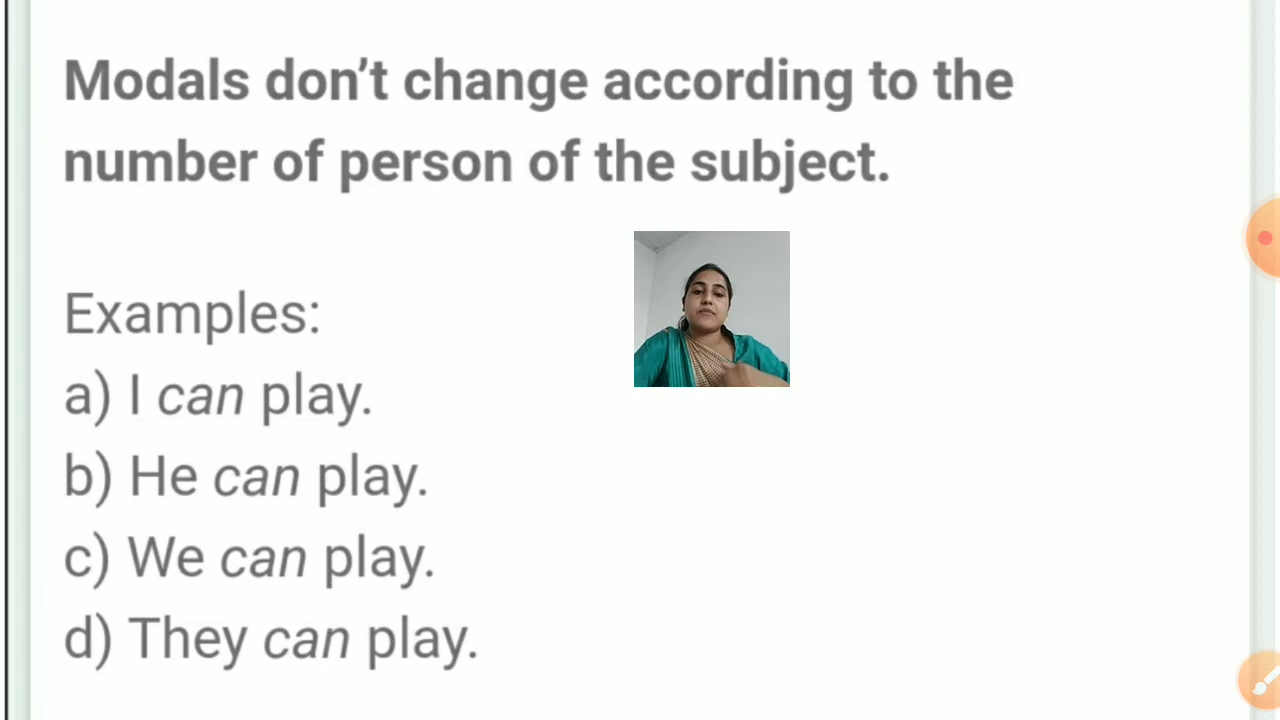 Modals don’t change according to the
number of person of the subject.
Examples:
a) I can play.
b) He can play.
c) We can play.
d) They can play.